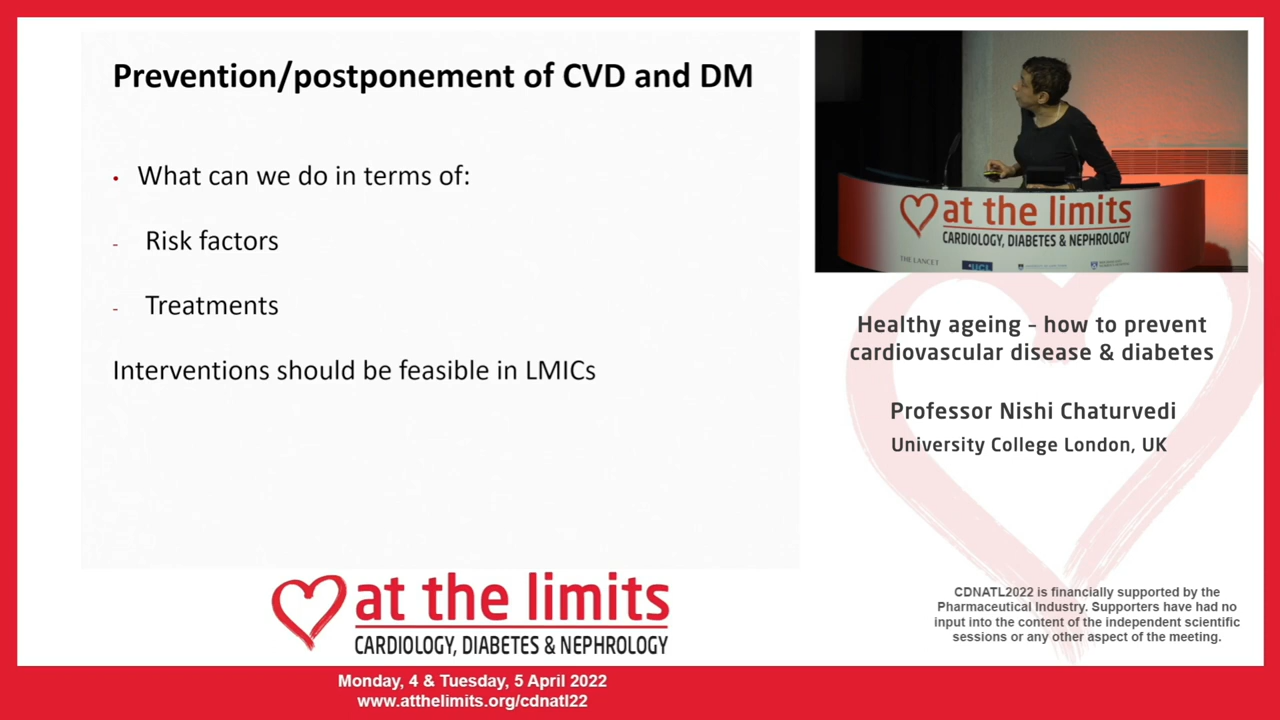 Prevention/postponement of CVD and DM
• What can we do in terms of:
- Risk factors
- Treatments
Interventions should be feasible in LMICs
at the limits
CARDIOLOGY, DIABETES & NEPHROLOGY
THE LANCET
UCL
Healthy ageing – how to prevent
cardiovascular disease & diabetes
Professor Nishi Chaturvedi
University College London, UK
at the limits
CARDIOLOGY, DIABETES & NEPHROLOGY
CDNATL2022 is financially supported by the
Pharmaceutical Industry. Supporters have had no
input into the content of the independent scientific
sessions or any other aspect of the meeting.
Monday, 4 & Tuesday, 5 April 2022
www.atthelimits.org/cdnatl22